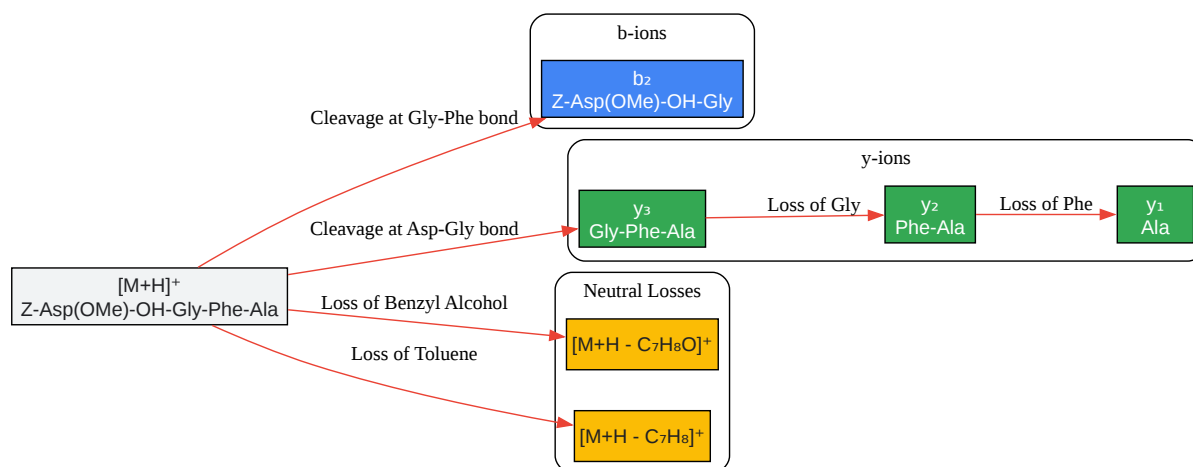 b-ions
b₂
Z-Asp(OMe)-OH-Gly
Cleavage at Gly-Phe bond
y-ions
y₃
Gly-Phe-Ala
Loss of Gly
y₂
Phe-Ala
Loss of Phe
y₁
Ala
Cleavage at Asp-Gly bond
[M+H]⁺
Z-Asp(OMe)-OH-Gly-Phe-Ala
Neutral Losses
Loss of Benzyl Alcohol
[M+H - C₇H₈O]⁺
Loss of Toluene
[M+H - C₇H₈]⁺